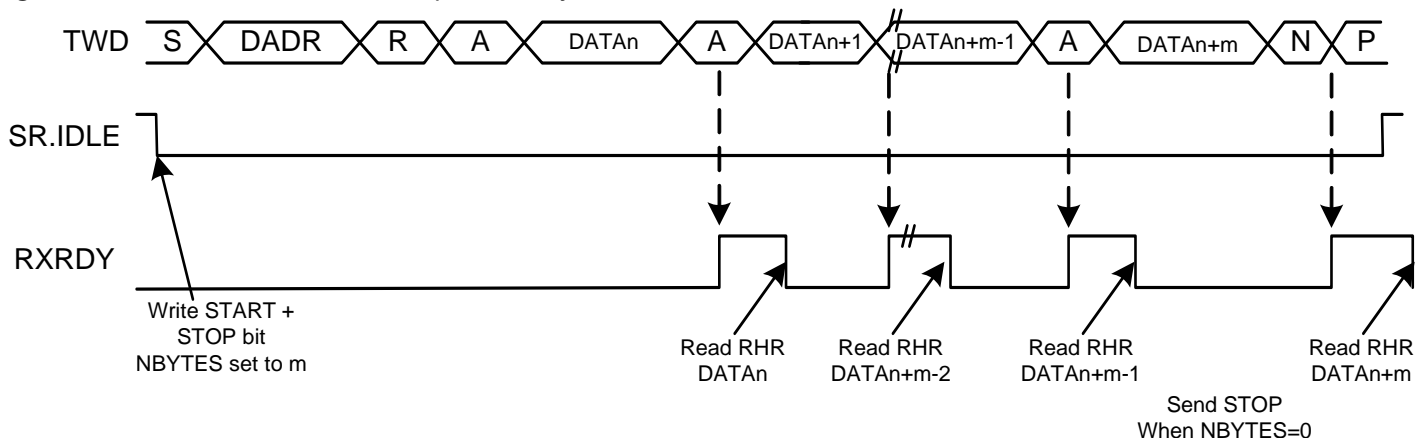 TWD S DADR R A DATAn A DATAn+1 DATAn+m-1 A DATAn+m N P
SR.IDLE
RXRDY
Write START +
STOP bit
NBYTES set to m
Read RHR
DATAn
Read RHR
DATAn+m-2
Read RHR
DATAn+m-1
Read RHR
DATAn+m
Send STOP
When NBYTES=0